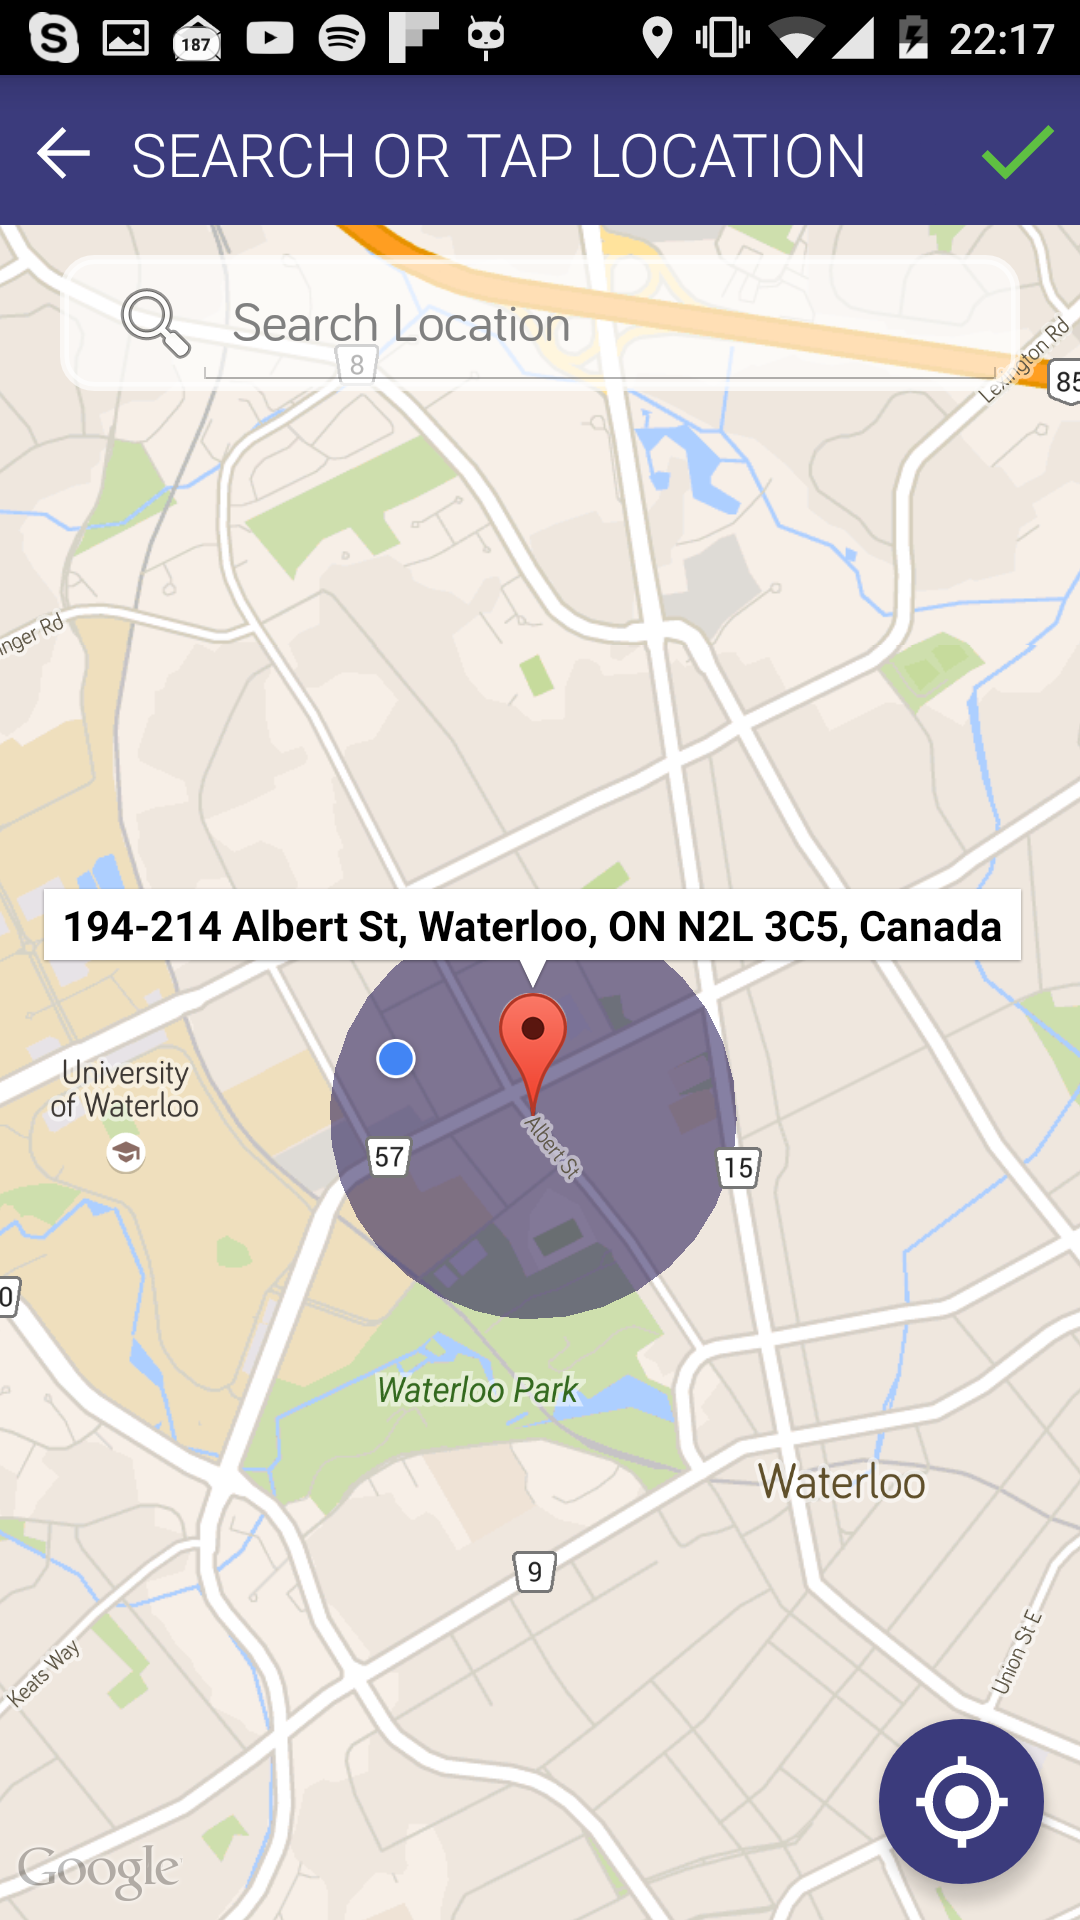 187
22:17
SEARCH OR TAP LOCATION
Search Location
8
Lexington Rd
85
inger Rd
194-214 Albert St, Waterloo, ON N2L 3C5, Canada
University
of Waterloo
Albert St
57
15
0
Waterloo Park
Waterloo
9
Union St E
Keats Way
Google